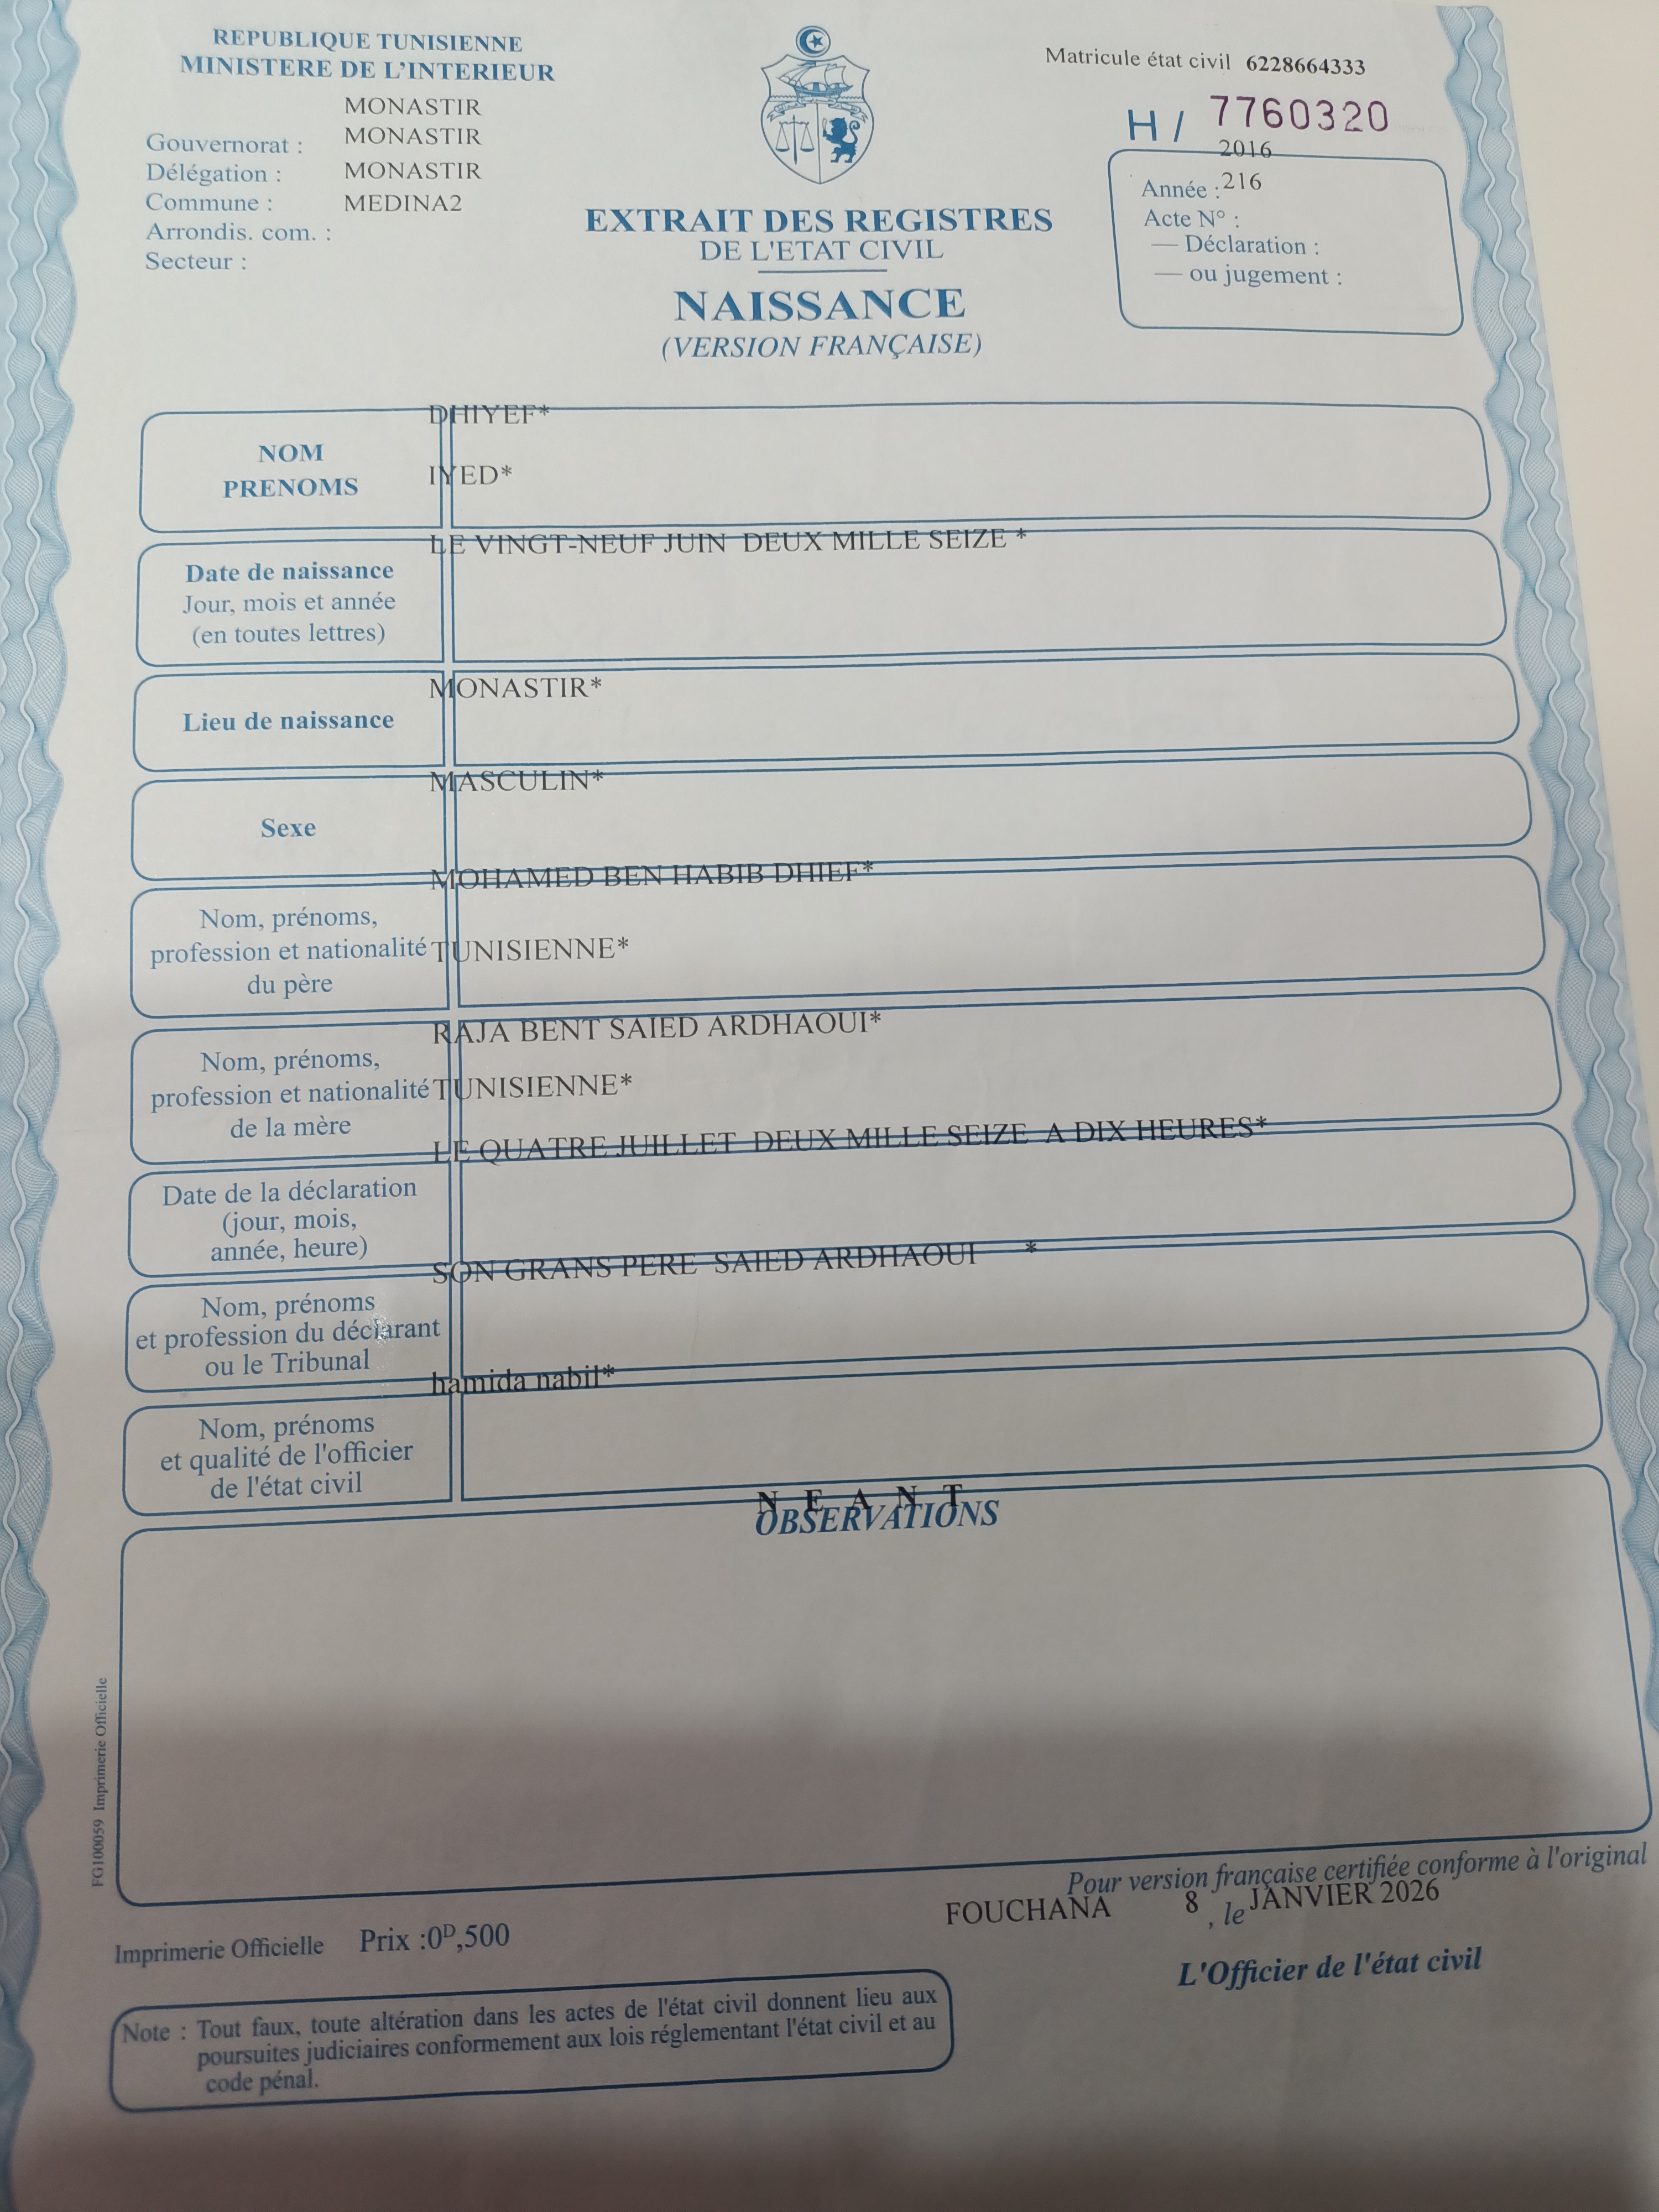 REPUBLIQUE TUNISIENNE
MINISTERE DE L'INTERIEUR
MONASTIR
Gouvernorat : MONASTIR
Délégation : MONASTIR
Commune : MEDINA2
Arrondis. com. :
Secteur :
Matricule état civil 6228664333
H / 7760320
2016
Année : 216
Acte N° :
— Déclaration :
— ou jugement :
EXTRAIT DES REGISTRES
DE L'ETAT CIVIL
NAISSANCE
(VERSION FRANÇAISE)
DHIYEF*
NOM
IYED*
PRENOMS
LE VINGT-NEUF JUIN DEUX MILLE SEIZE *
Date de naissance
Jour, mois et année
(en toutes lettres)
MONASTIR*
Lieu de naissance
MASCULIN*
Sexe
MOHAMED BEN HABIB DHIEF*
Nom, prénoms,
profession et nationalité TUNISIENNE*
du père
RAJA BENT SAIED ARDHAOUI*
Nom, prénoms,
profession et nationalité TUNISIENNE*
de la mère
LE QUATRE JUILLET DEUX MILLE SEIZE A DIX HEURES*
Date de la déclaration
(jour, mois,
année, heure)
SON GRANS PERE SAIED ARDHAOUI *
Nom, prénoms
et profession du déclarant
ou le Tribunal
hamida nabil*
Nom, prénoms
et qualité de l'officier
de l'état civil
N E A N T
OBSERVATIONS
FG100059 Imprimerie Officielle
Pour version française certifiée conforme à l'original
FOUCHANA 8 , le JANVIER 2026
Imprimerie Officielle Prix :0D,500
L'Officier de l'état civil
Note : Tout faux, toute altération dans les actes de l'état civil donnent lieu aux
poursuites judiciaires conformement aux lois réglementant l'état civil et au
code pénal.